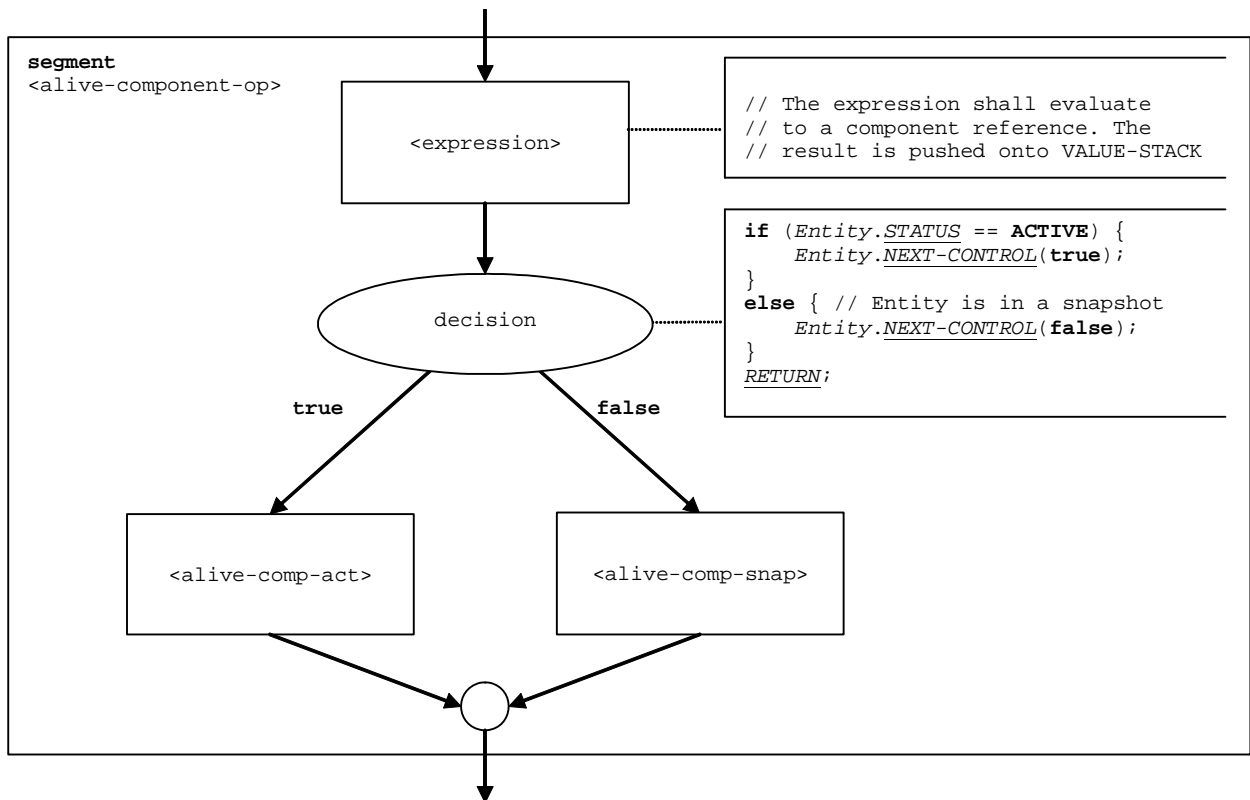 segment
<alive-component-op>
<expression>
// The expression shall evaluate
// to a component reference. The
// result is pushed onto VALUE-STACK
decision
if (Entity.STATUS == ACTIVE) {
Entity.NEXT-CONTROL(true);
}
else { // Entity is in a snapshot
Entity.NEXT-CONTROL(false);
}
RETURN;
true
false
<alive-comp-act>
<alive-comp-snap>